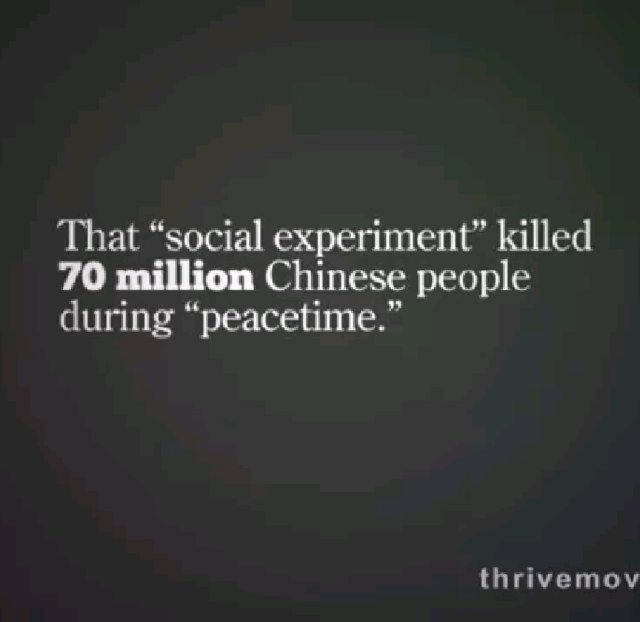 That “social experiment” killed
70 million Chinese people
during “peacetime.”
thrivemov